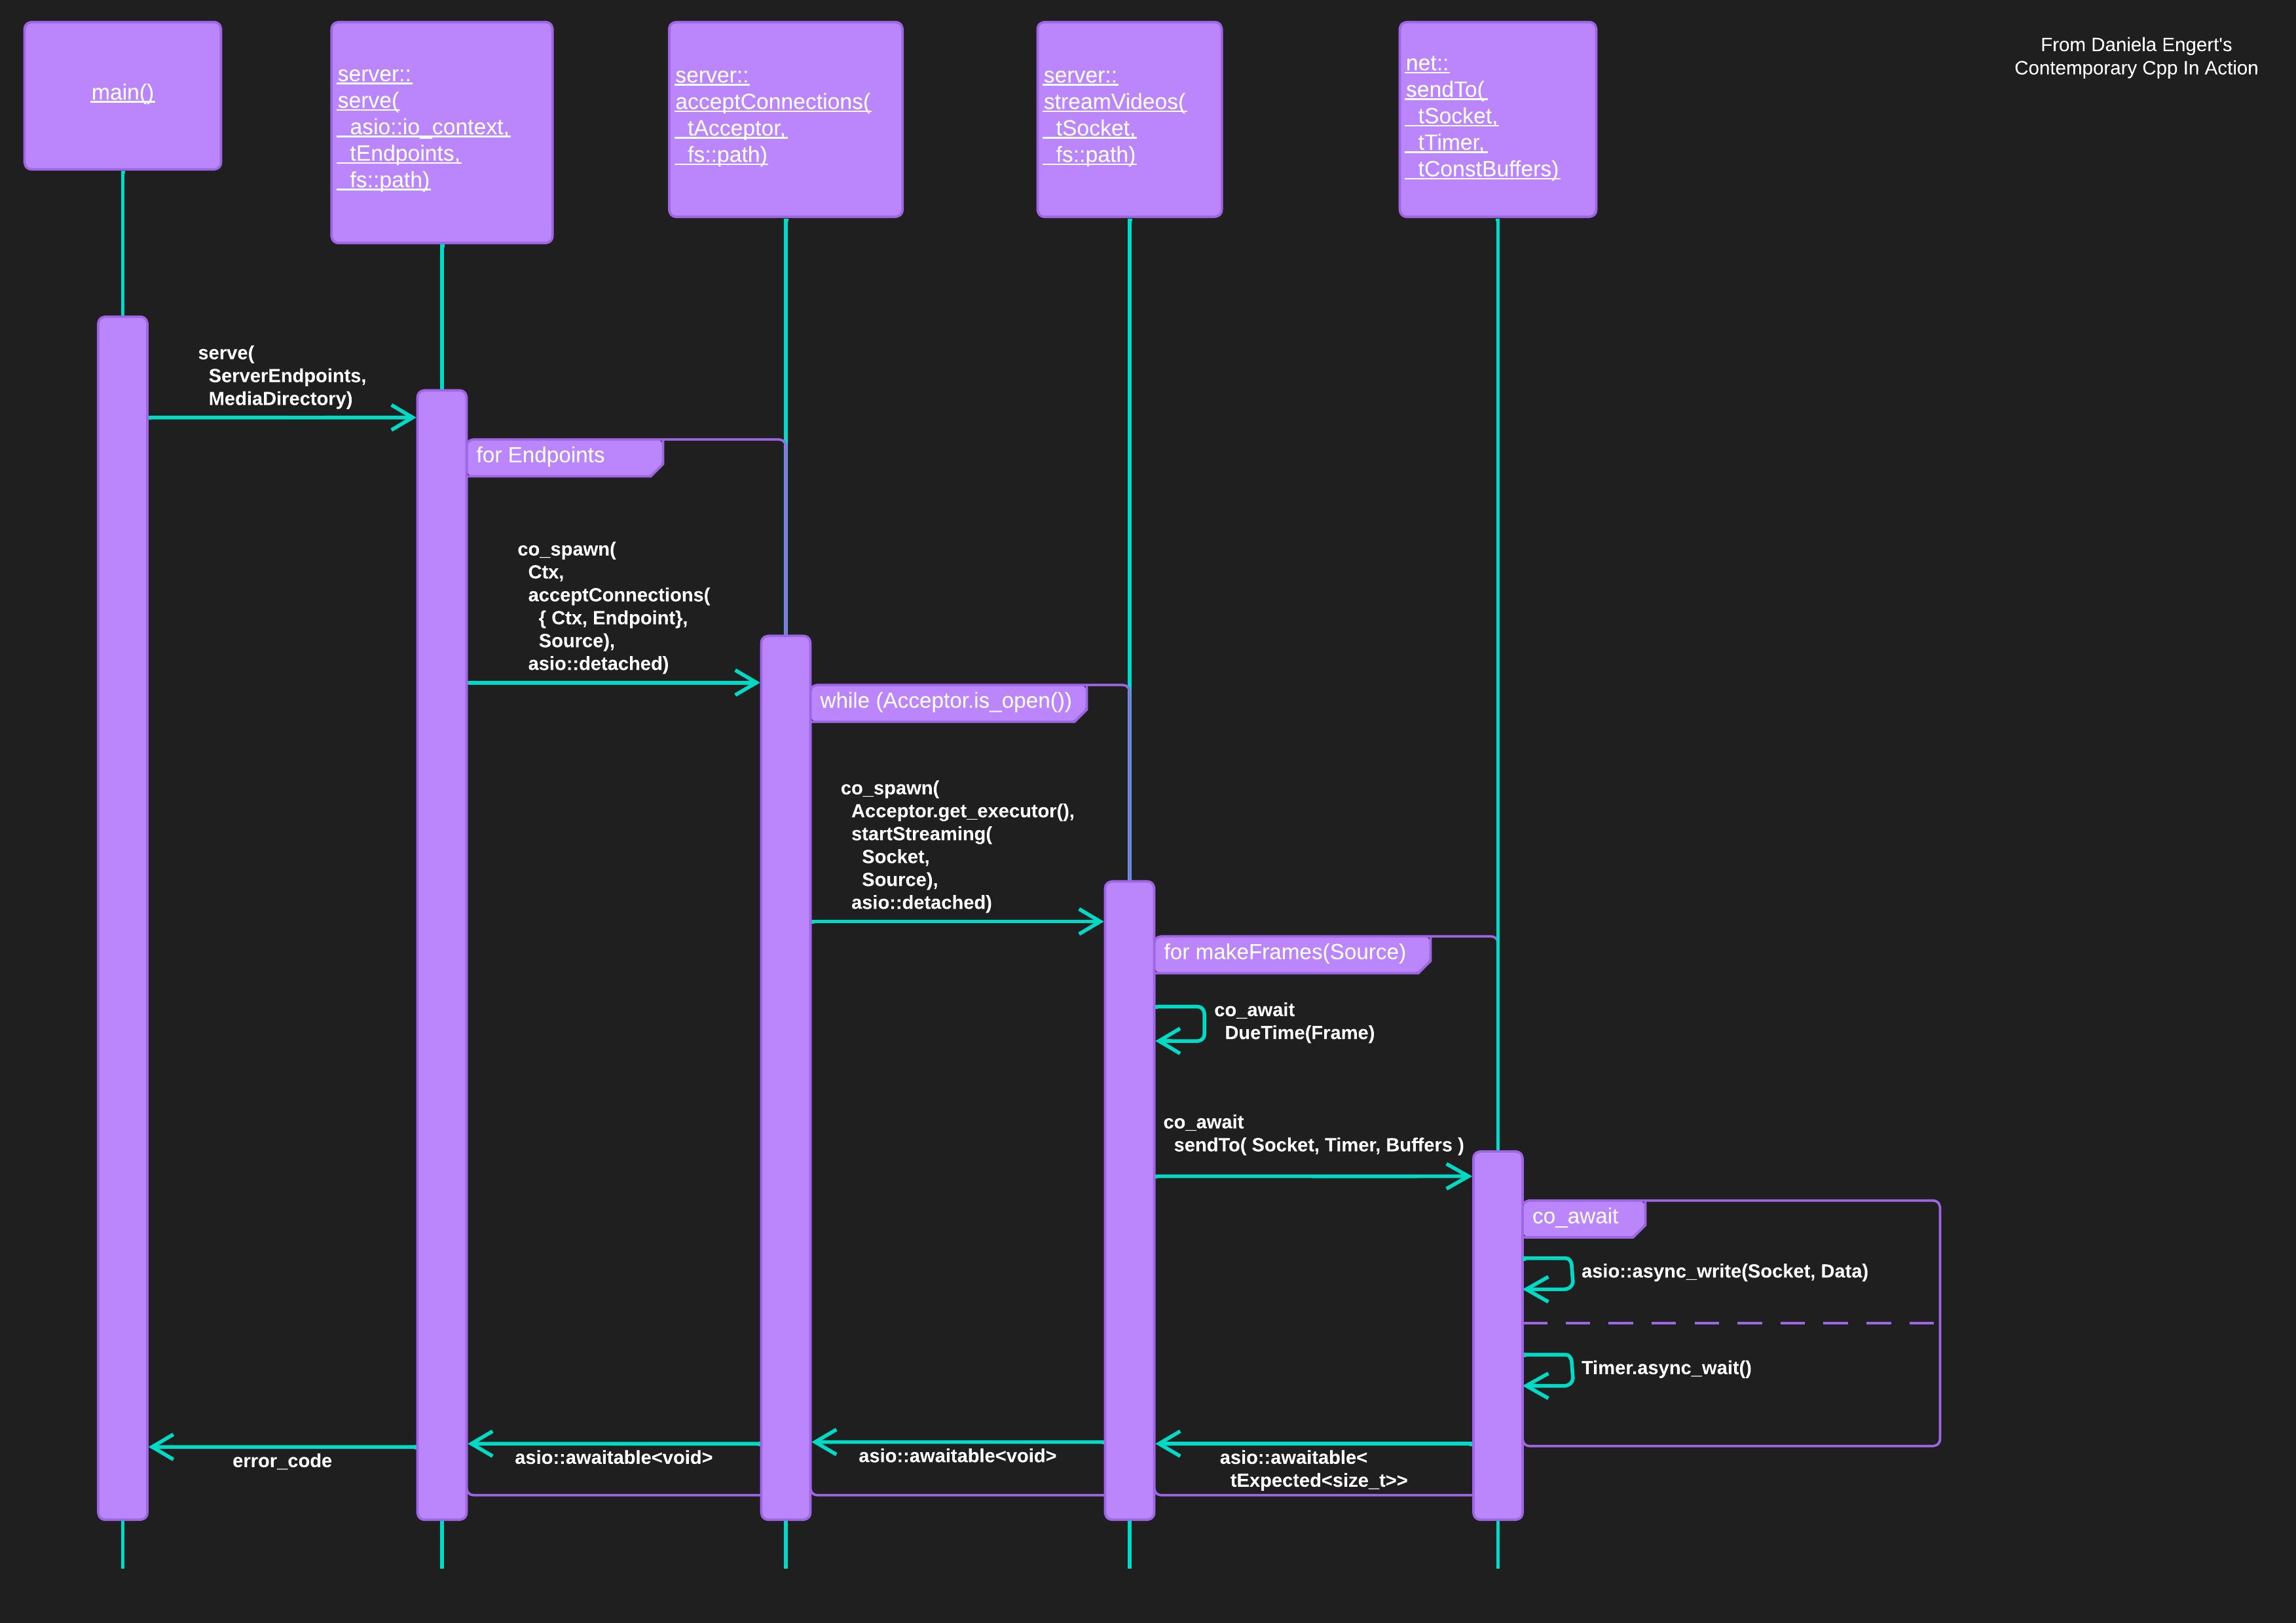 main()
server::
serve(
asio::io_context,
tEndpoints,
fs::path)
server::
acceptConnections(
tAcceptor,
fs::path)
server::
streamVideos(
tSocket,
fs::path)
net::
sendTo(
tSocket,
tTimer,
tConstBuffers)
From Daniela Engert's
Contemporary Cpp In Action
serve(
ServerEndpoints,
MediaDirectory)
for Endpoints
co_spawn(
Ctx,
acceptConnections(
{ Ctx, Endpoint},
Source),
asio::detached)
while (Acceptor.is_open())
co_spawn(
Acceptor.get_executor(),
startStreaming(
Socket,
Source),
asio::detached)
for makeFrames(Source)
co_await
DueTime(Frame)
co_await
sendTo( Socket, Timer, Buffers )
co_await
asio::async_write(Socket, Data)
Timer.async_wait()
error_code
asio::awaitable<void>
asio::awaitable<void>
asio::awaitable<
tExpected<size_t>>